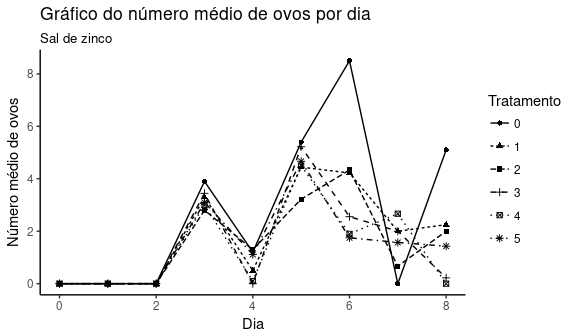 Gráfico do número médio de ovos por dia
Sal de zinco
Número médio de ovos
8
6
4
2
0
0 2 4 6 8
Dia
Tratamento
0
1
2
3
4
5